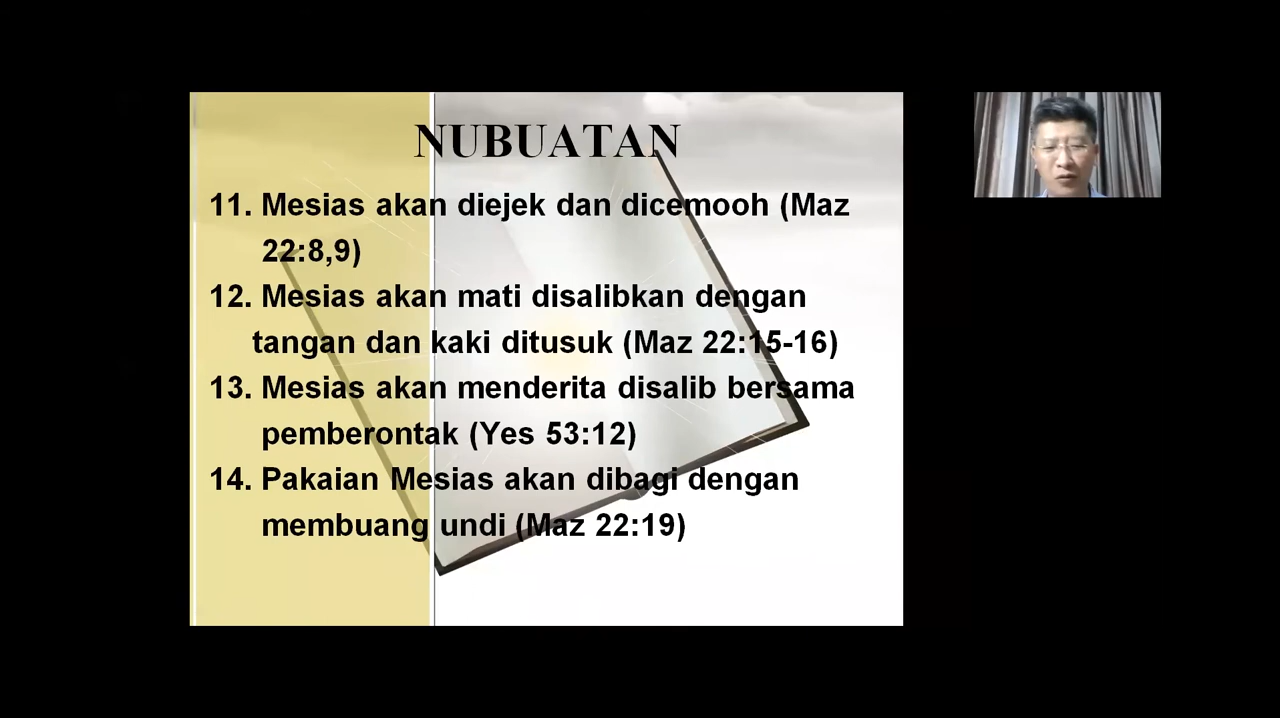 NUBUATAN
11. Mesias akan diejek dan dicemooh (Maz
22:8,9)
12. Mesias akan mati disalibkan dengan
tangan dan kaki ditusuk (Maz 22:15-16)
13. Mesias akan menderita disalib bersama
pemberontak (Yes 53:12)
14. Pakaian Mesias akan dibagi dengan
membuang undi (Maz 22:19)